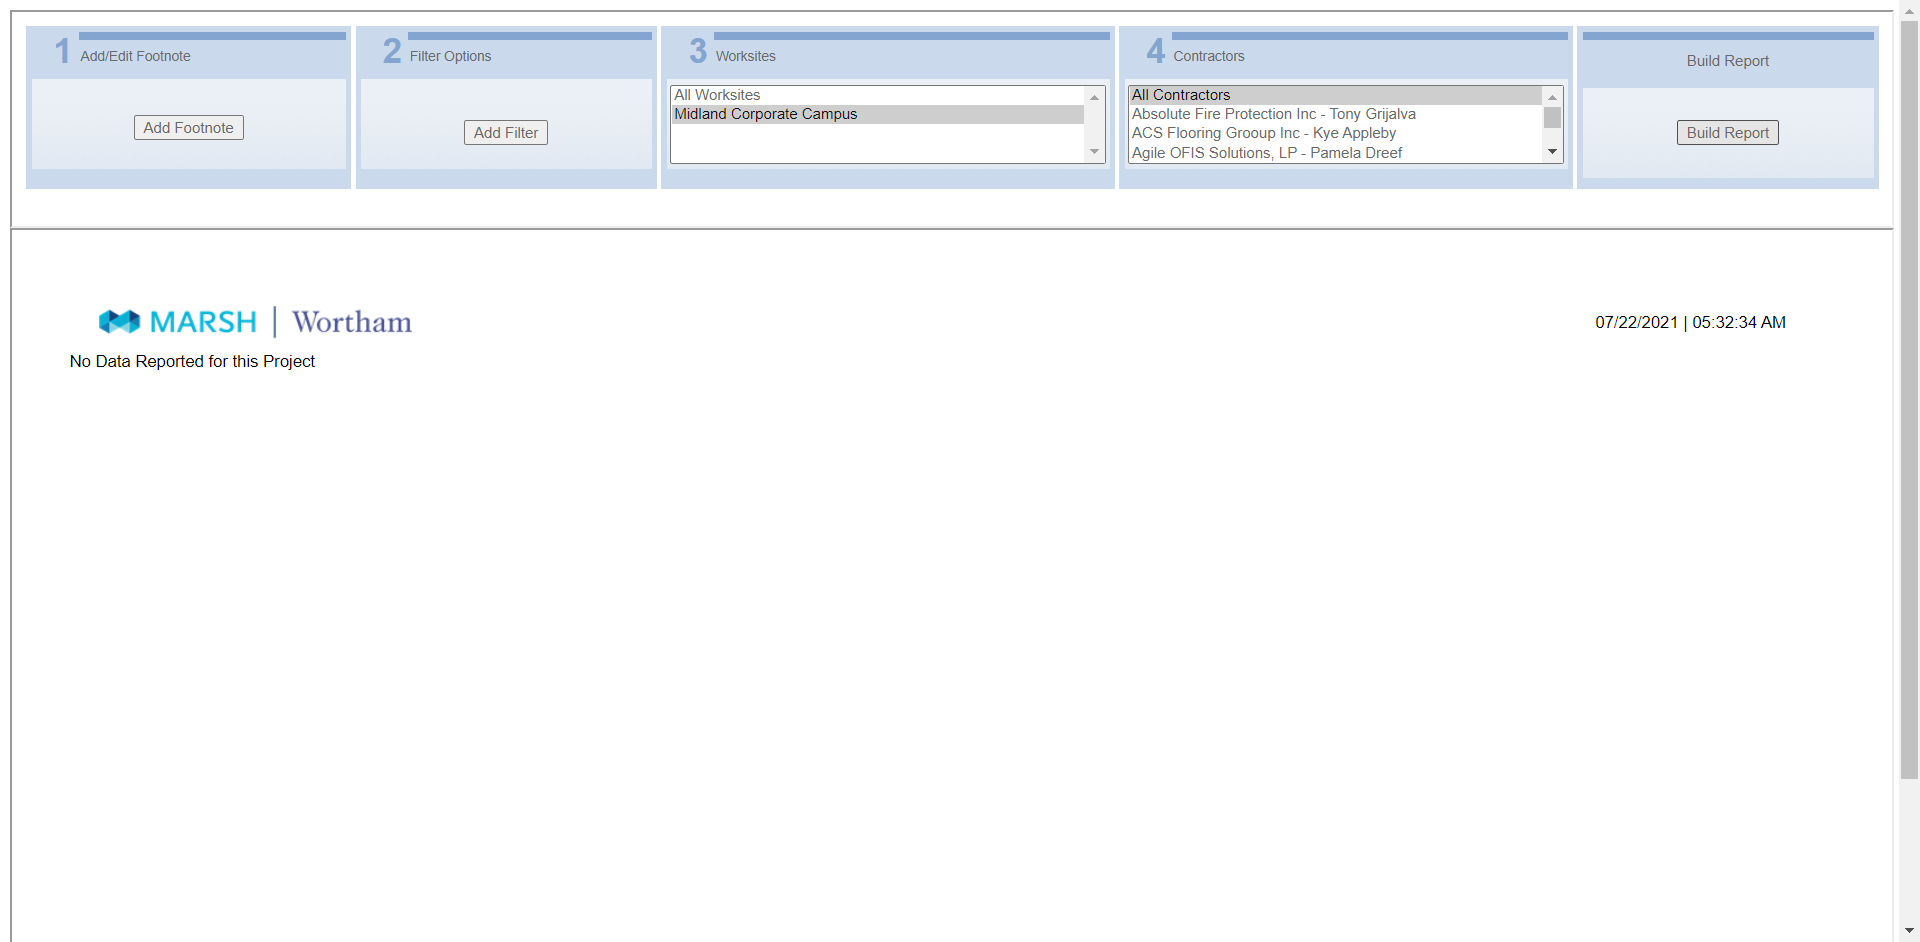 1 Add/Edit Footnote
Add Footnote
2 Filter Options
Add Filter
3 Worksites
All Worksites
Midland Corporate Campus
4 Contractors
All Contractors
Absolute Fire Protection Inc - Tony Grijalva
ACS Flooring Grooup Inc - Kye Appleby
Agile OFIS Solutions, LP - Pamela Dreef
Build Report
Build Report
MARSH | Wortham
07/22/2021 | 05:32:34 AM
No Data Reported for this Project